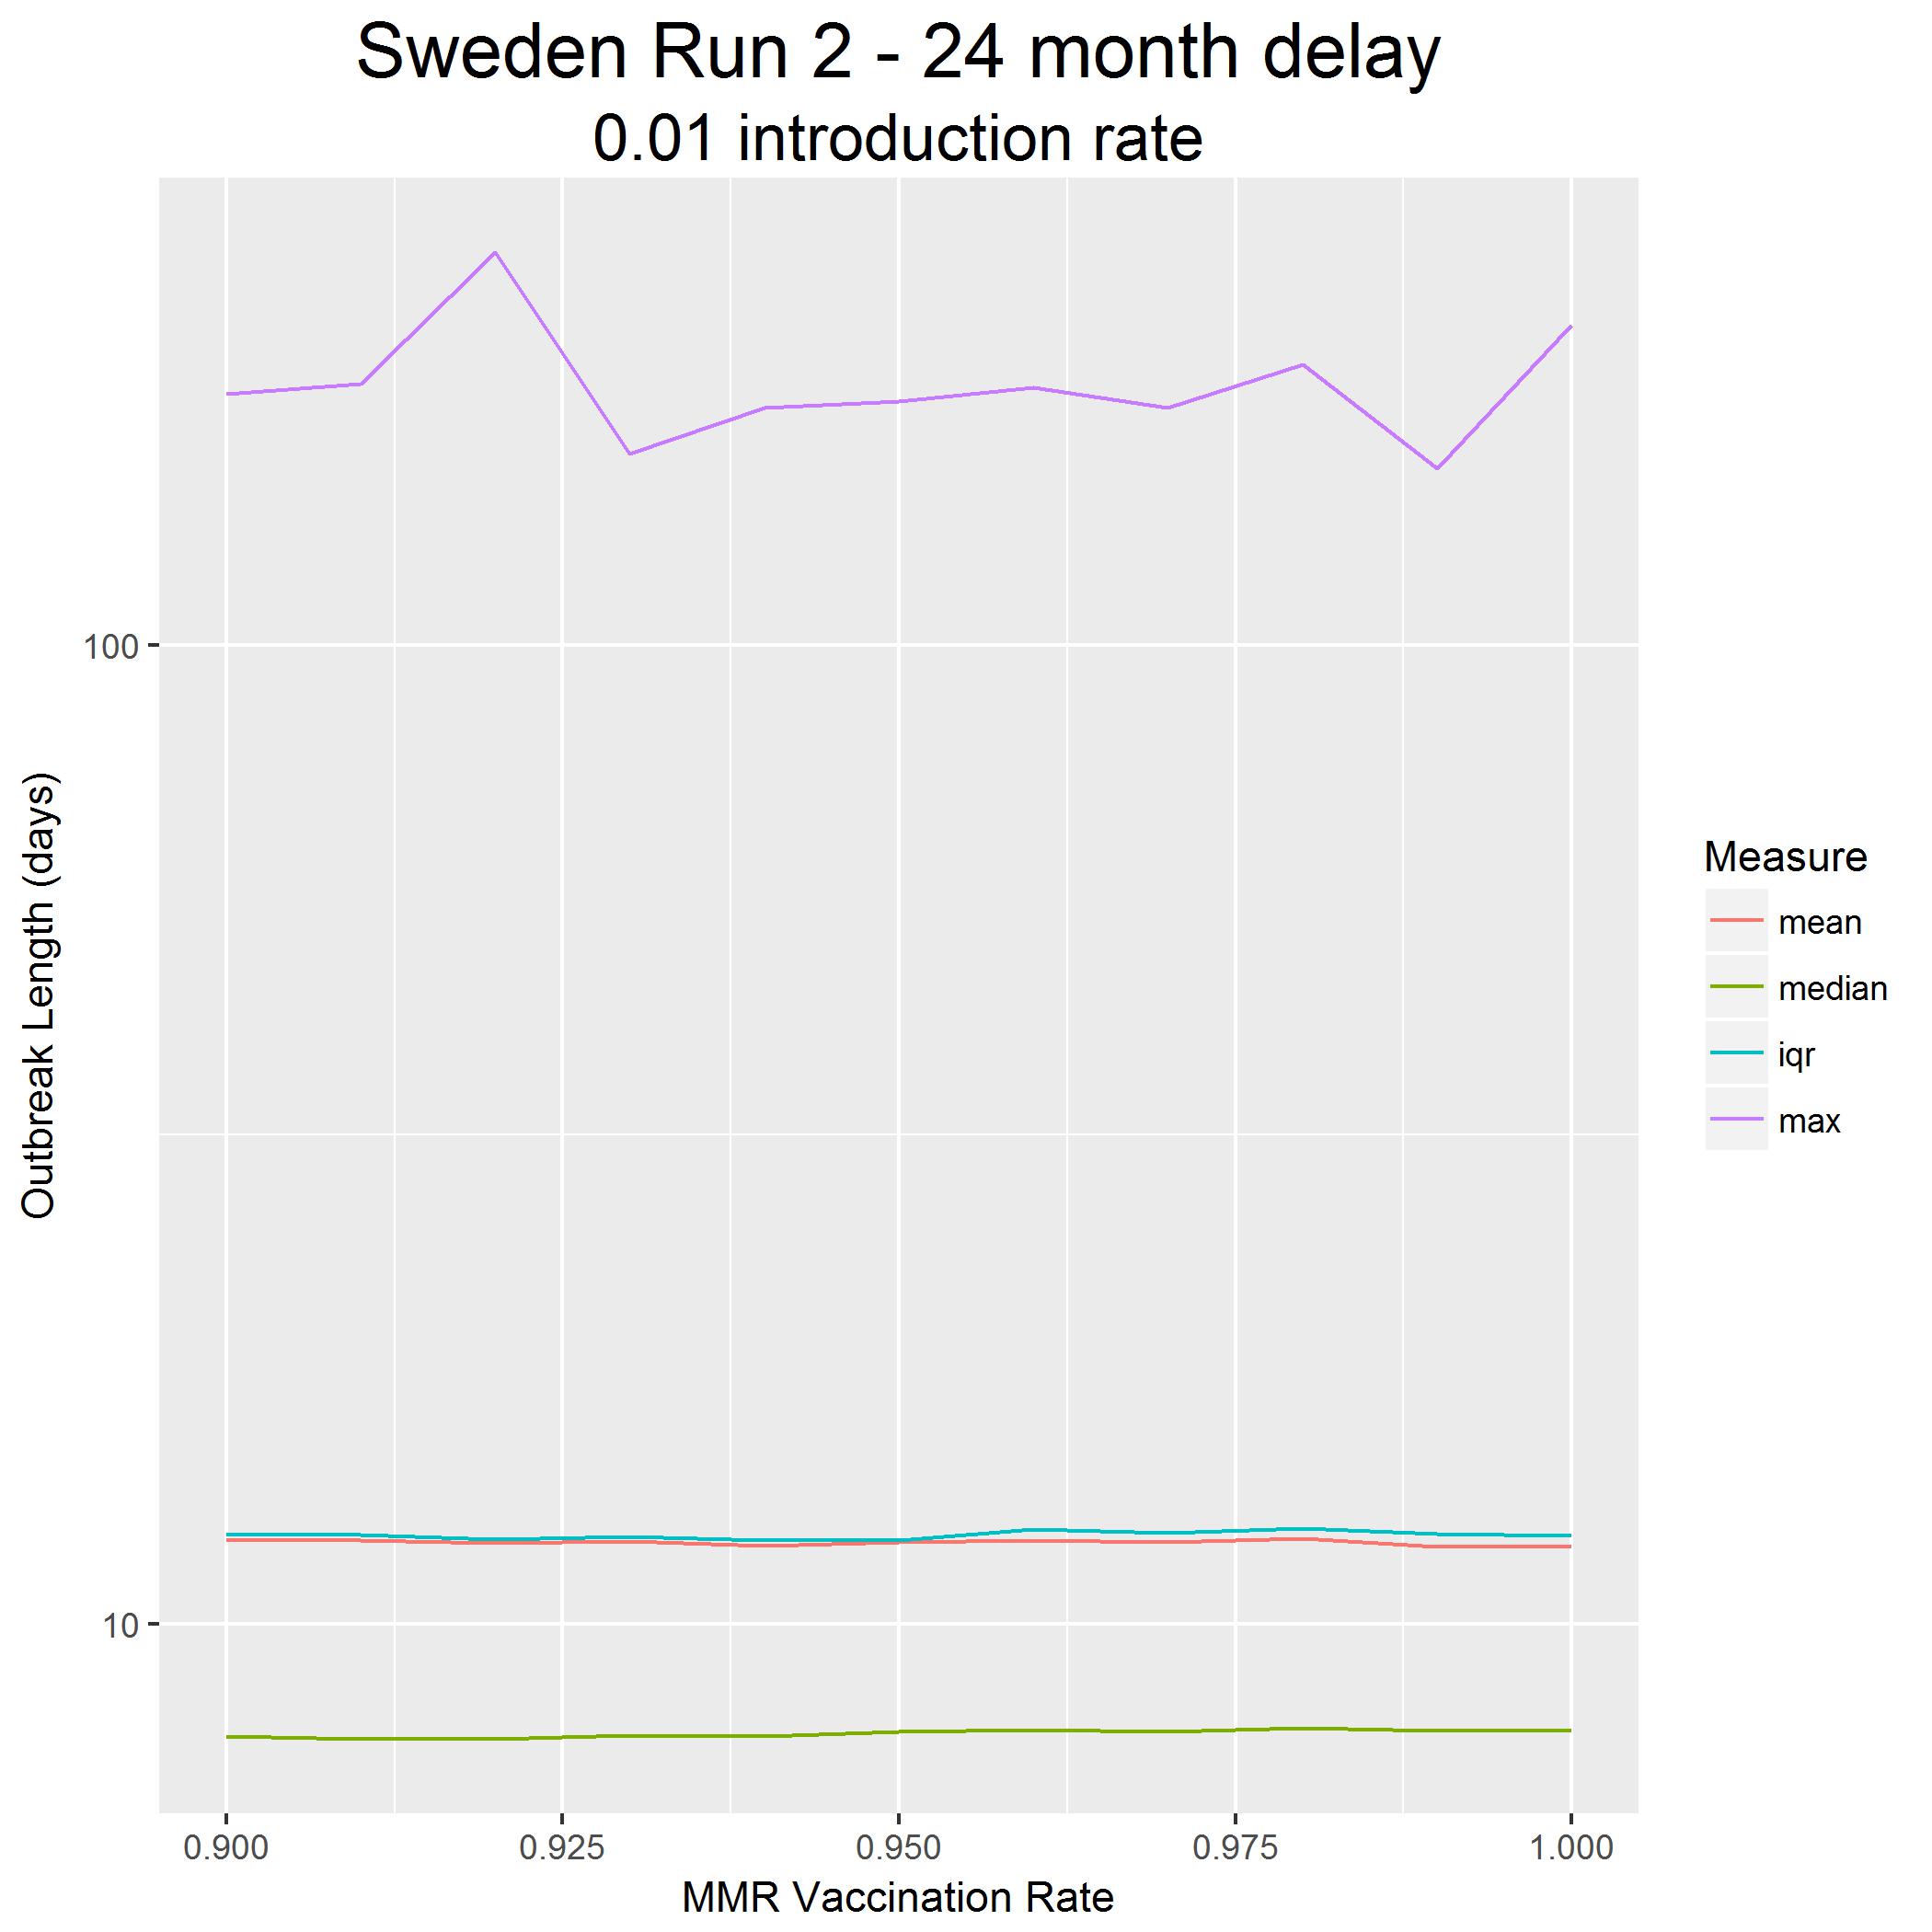 Sweden Run 2 - 24 month delay
0.01 introduction rate
Outbreak Length (days)
100
10
0.900 0.925 0.950 0.975 1.000
MMR Vaccination Rate
Measure
mean
median
iqr
max